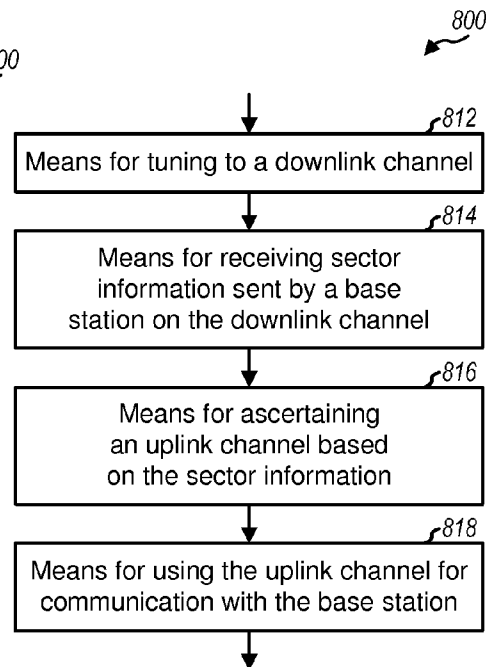 800
00
812
Means for tuning to a downlink channel
814
Means for receiving sector
information sent by a base
station on the downlink channel
816
Means for ascertaining
an uplink channel based
on the sector information
818
Means for using the uplink channel for
communication with the base station